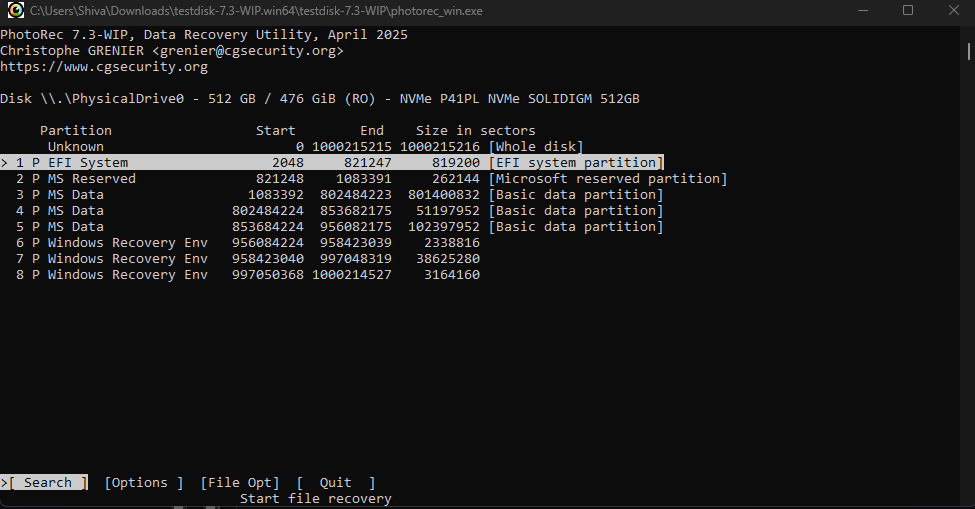 C:\Users\Shiva\Downloads\testdisk-7.3-WIP.win64\testdisk-7.3-WIP\photorec_win.exe
PhotoRec 7.3-WIP, Data Recovery Utility, April 2025
Christophe GRENIER <grenier@cgsecurity.org>
https://www.cgsecurity.org
Disk \\.\PhysicalDrive0 - 512 GB / 476 GiB (RO) - NVMe P41PL NVMe SOLIDIGM 512GB
     Partition                  Start        End    Size in sectors
      Unknown                        0 1000215215 1000215216 [Whole disk]
> 1 P EFI System                  2048     821247     819200 [EFI system partition]
  2 P MS Reserved               821248    1083391     262144 [Microsoft reserved partition]
  3 P MS Data                  1083392  802484223  801400832 [Basic data partition]
  4 P MS Data                802484224  853682175   51197952 [Basic data partition]
  5 P MS Data                853684224  956082175  102397952 [Basic data partition]
  6 P Windows Recovery Env   956084224  958423039    2338816
  7 P Windows Recovery Env   958423040  997048319   38625280
  8 P Windows Recovery Env   997050368 1000214527    3164160
>[ Search ]  [Options ]  [File Opt]  [  Quit  ]
                              Start file recovery